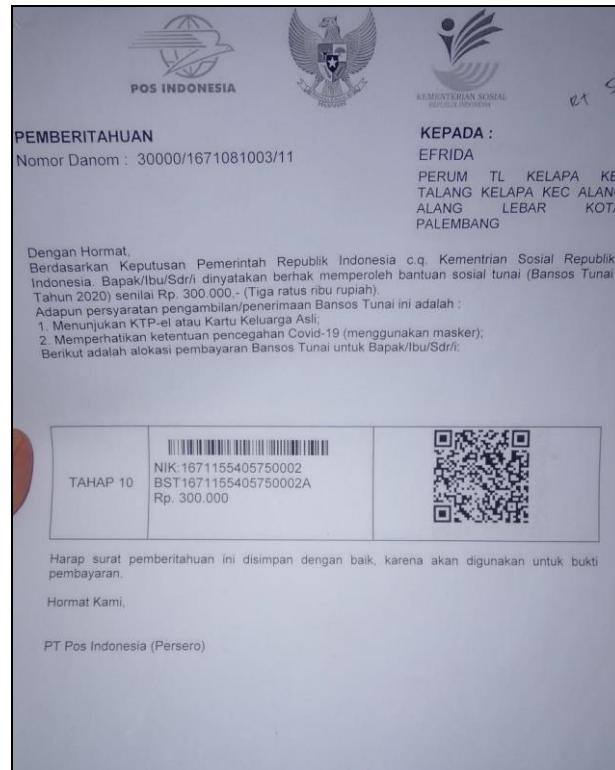 POS INDONESIA
KEMENTERIAN SOSIAL
REPUBLIK INDONESIA
RT
PEMBERITAHUAN
Nomor Danom : 30000/1671081003/11
KEPADA :
EFRIDA
PERUM TL KELAPA KE
TALANG KELAPA KEC ALANG
ALANG LEBAR KOTA
PALEMBANG
Dengan Hormat,
Berdasarkan Keputusan Pemerintah Republik Indonesia c.q. Kementrian Sosial Republik
Indonesia. Bapak/Ibu/Sdr/i dinyatakan berhak memperoleh bantuan sosial tunai (Bansos Tunai
Tahun 2020) senilai Rp. 300.000,- (Tiga ratus ribu rupiah).
Adapun persyaratan pengambilan/penerimaan Bansos Tunai ini adalah :
1. Menunjukan KTP-el atau Kartu Keluarga Asli;
2. Memperhatikan ketentuan pencegahan Covid-19 (menggunakan masker);
Berikut adalah alokasi pembayaran Bansos Tunai untuk Bapak/Ibu/Sdr/i:
TAHAP 10
NIK:1671155405750002
BST1671155405750002A
Rp. 300.000
Harap surat pemberitahuan ini disimpan dengan baik, karena akan digunakan untuk bukti
pembayaran.
Hormat Kami,
PT Pos Indonesia (Persero)